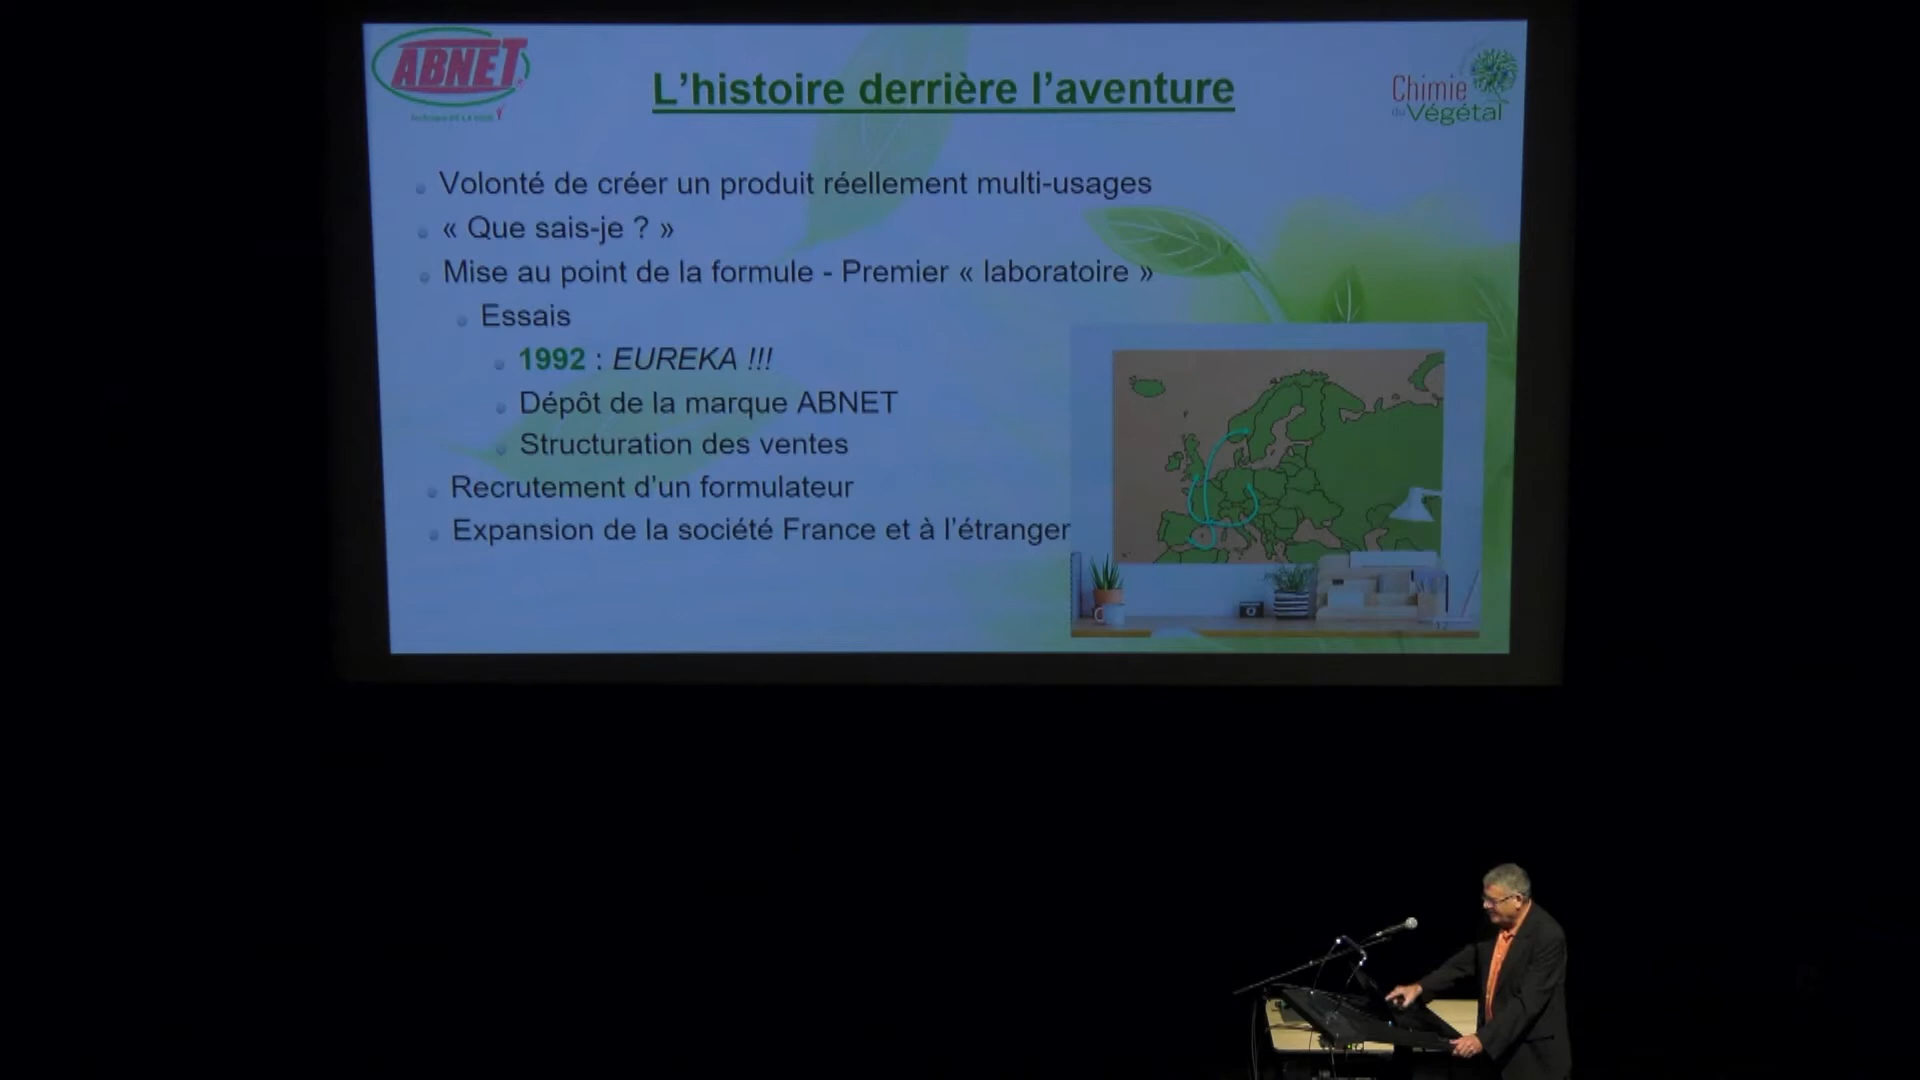 ABNET
L'histoire derrière l'aventure
Chimie
du Végétal
Volonté de créer un produit réellement multi-usages
« Que sais-je ? »
Mise au point de la formule - Premier « laboratoire »
Essais
1992 : EUREKA !!!
Dépôt de la marque ABNET
Structuration des ventes
Recrutement d'un formulateur
Expansion de la société France et à l'étranger
12